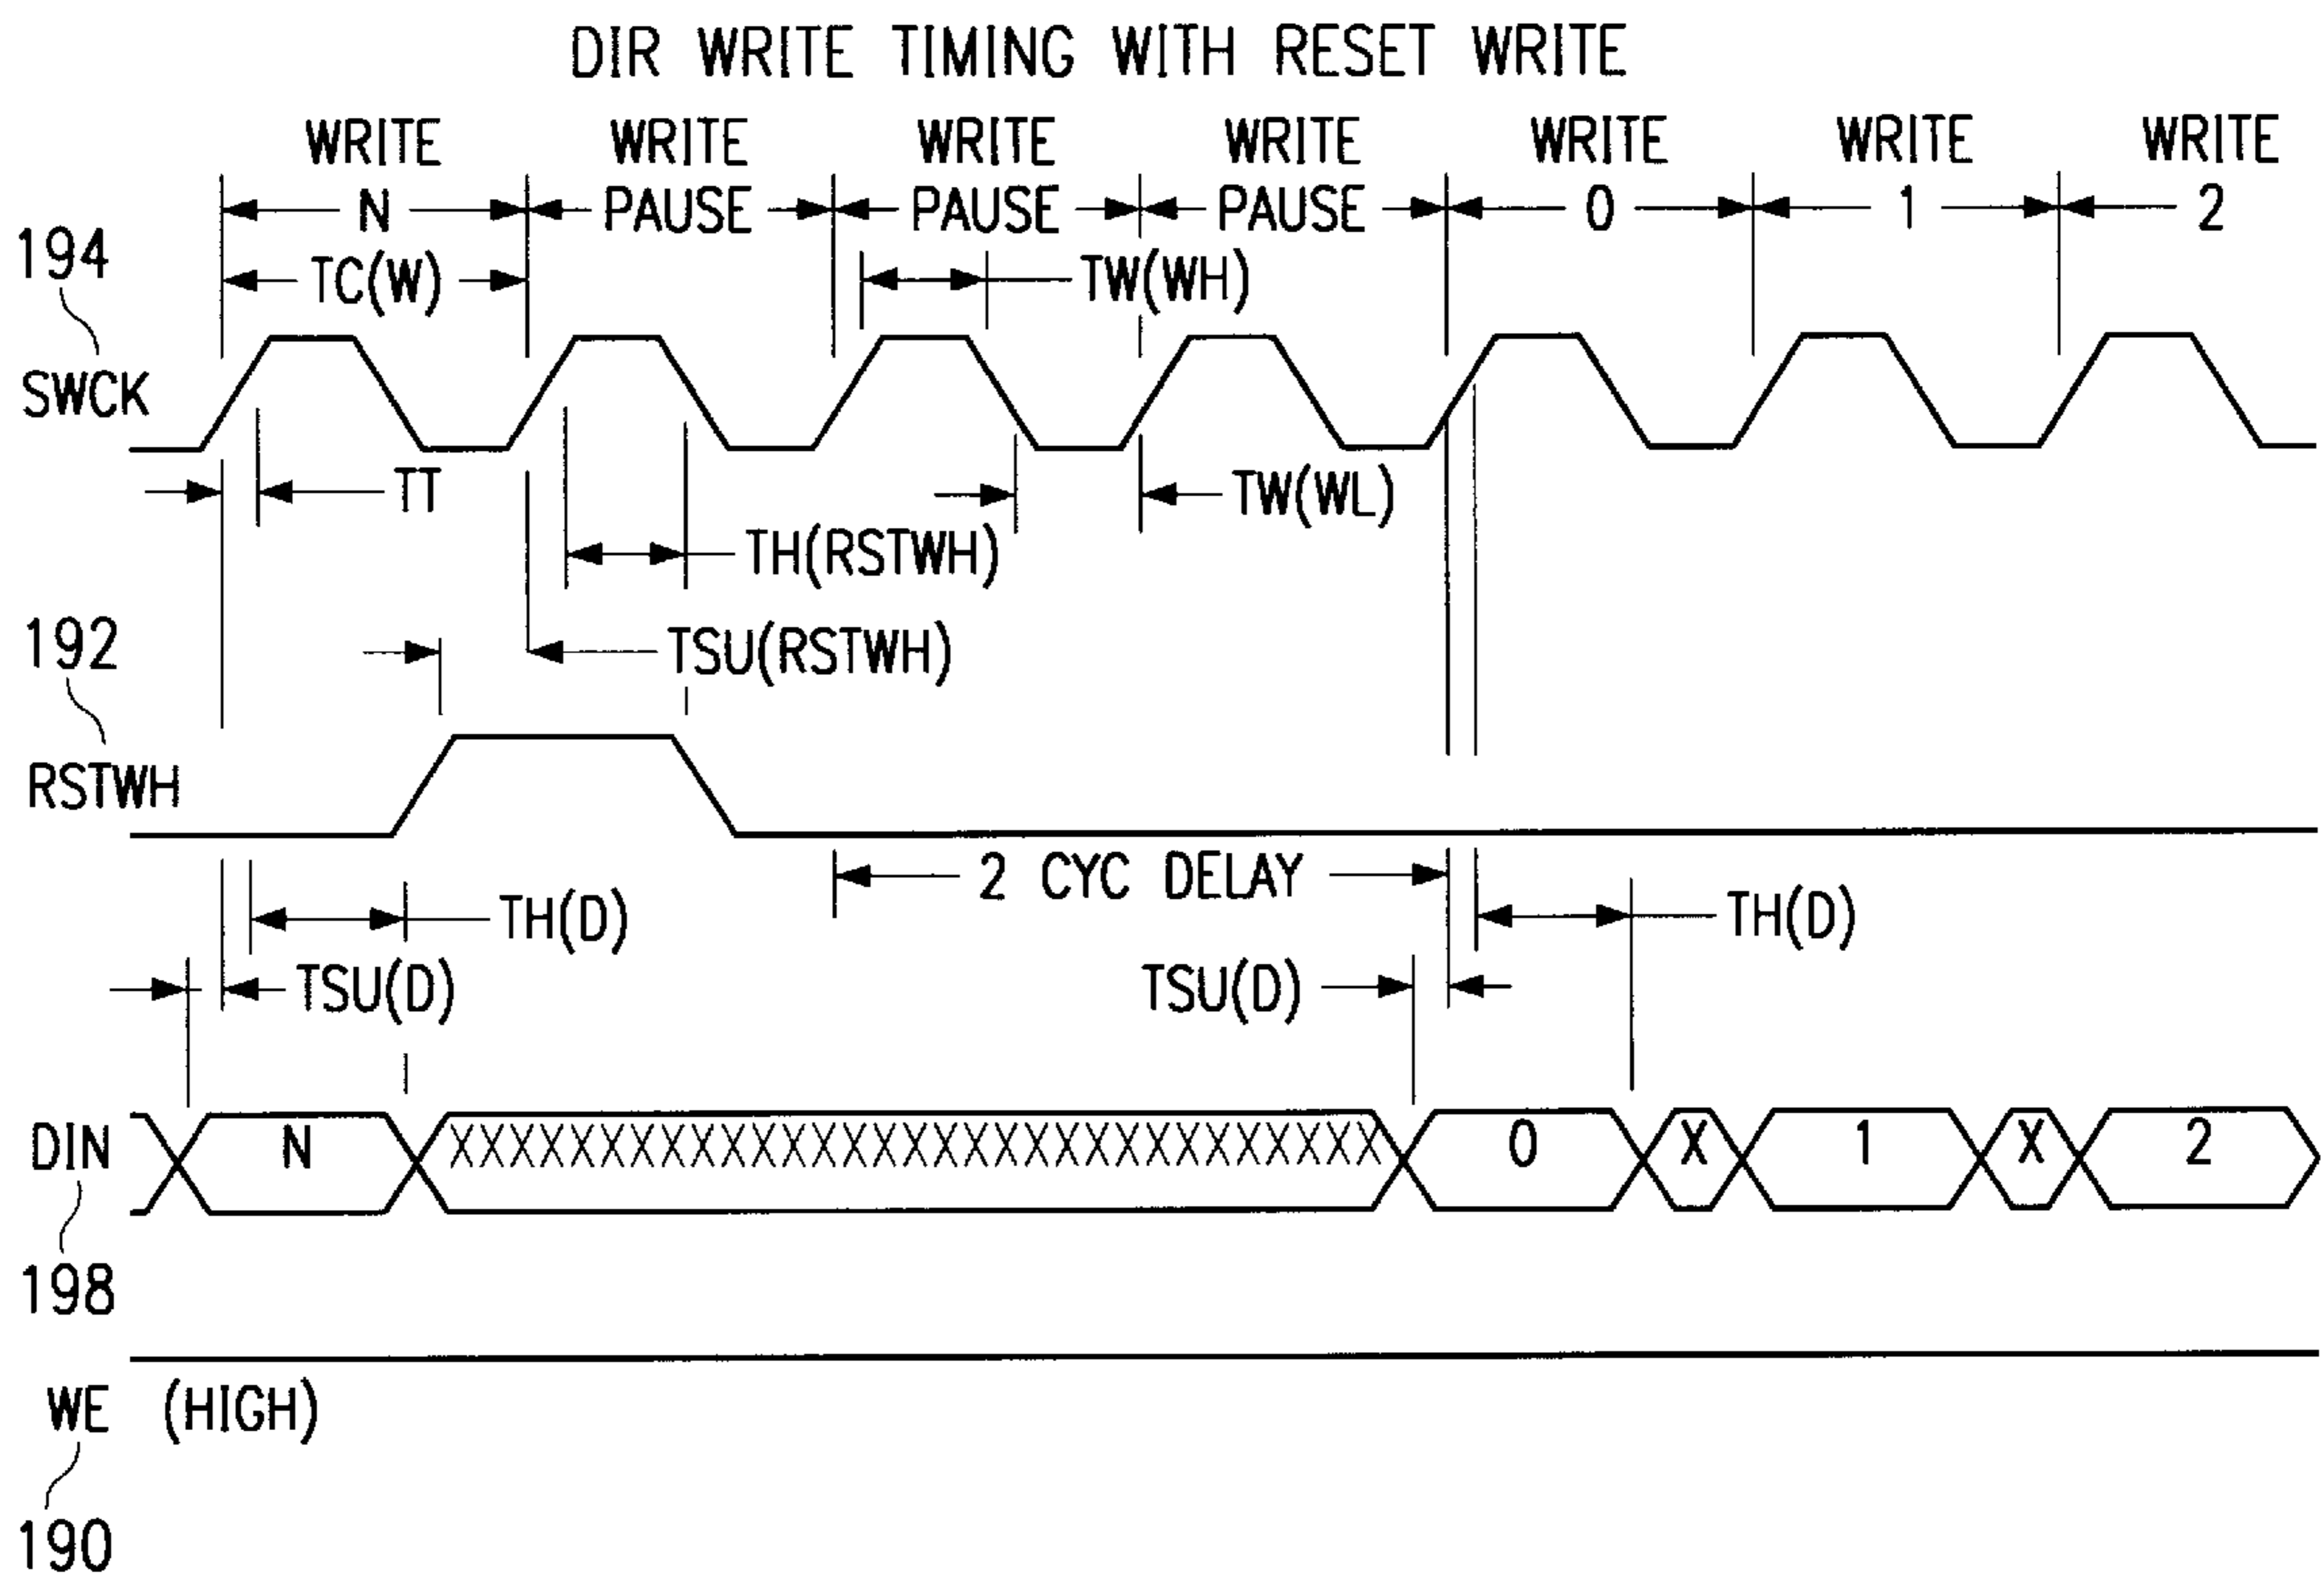 DIR WRITE TIMING WITH RESET WRITE
WRITE WRITE WRITE WRITE WRITE WRITE WRITE
N PAUSE PAUSE PAUSE 0 1 2
194
TC(W) TW(WH)
SWCK
TT TW(WL)
TH(RSTWH)
192
TSU(RSTWH)
RSTWH
2 CYC DELAY
TH(D) TH(D)
TSU(D) TSU(D)
DIN N XXXXXXXXXXXXXXXXXXXXXXXXXXXXXXX 0 X 1 X 2
198
WE (HIGH)
190